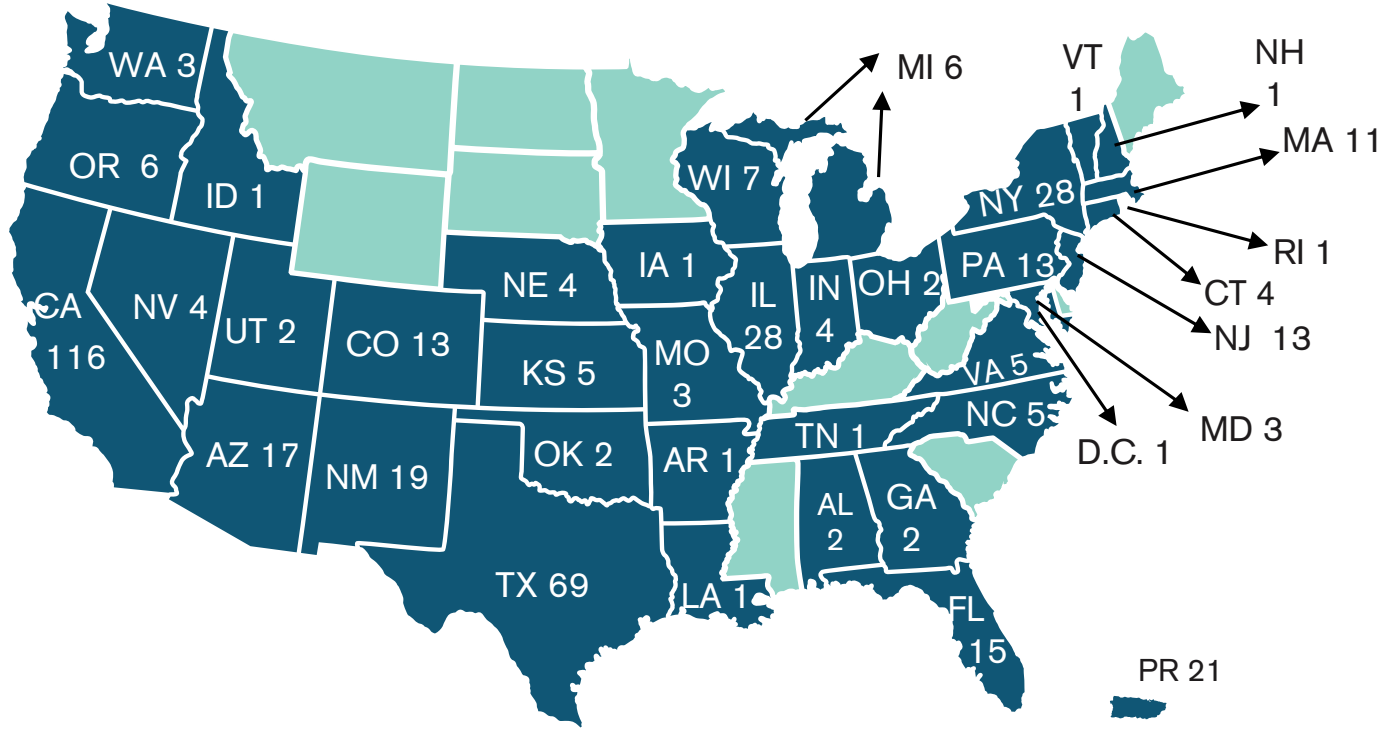 WA 3
MI 6
VT
1
NH
1
MA 11
OR 6
ID 1
WI 7
NY 28
RI 1
CT 4
NJ 13
PA 13
OH 2
IN
4
IL
28
IA 1
NE 4
CA
116
NV 4
UT 2
CO 13
KS 5
MO
3
VA 5
NC 5
D.C. 1
MD 3
TN 1
AZ 17
NM 19
OK 2
AR 1
AL
2
GA
2
TX 69
LA 1
FL
15
PR 21